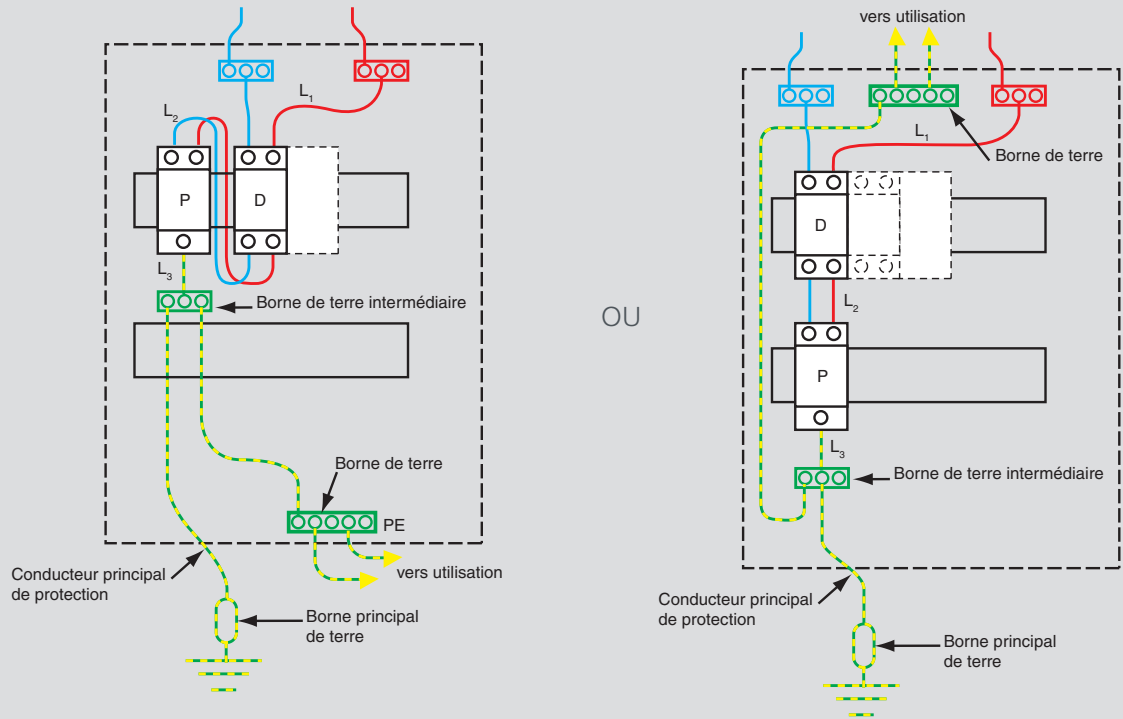 L1
L2
P
D
L3
Borne de terre intermédiaire
Borne de terre
PE
vers utilisation
Conducteur principal
de protection
Borne principal
de terre
OU
vers utilisation
L1
Borne de terre
D
L2
P
L3
Borne de terre intermédiaire
Conducteur principal
de protection
Borne principal
de terre